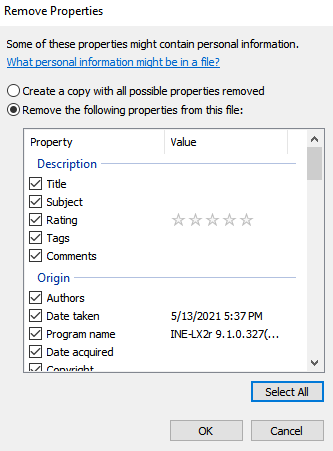 Remove Properties
Some of these properties might contain personal information.
What personal information might be in a file?
Create a copy with all possible properties removed
Remove the following properties from this file:
Property Value
Description
Title
Subject
Rating
Tags
Comments
Origin
Authors
Date taken 5/13/2021 5:37 PM
Program name INE-LX2r 9.1.0.327(...
Date acquired
Copyright
Select All
OK Cancel